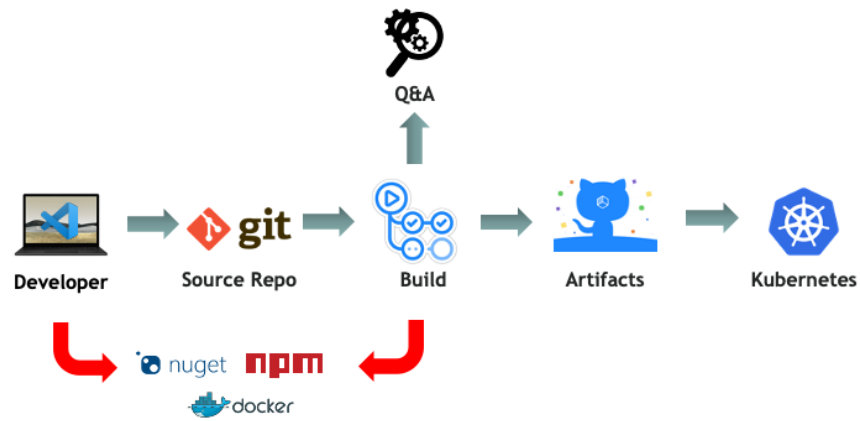 Q&A
git
Developer
Source Repo
Build
Artifacts
Kubernetes
nuget
npm
docker